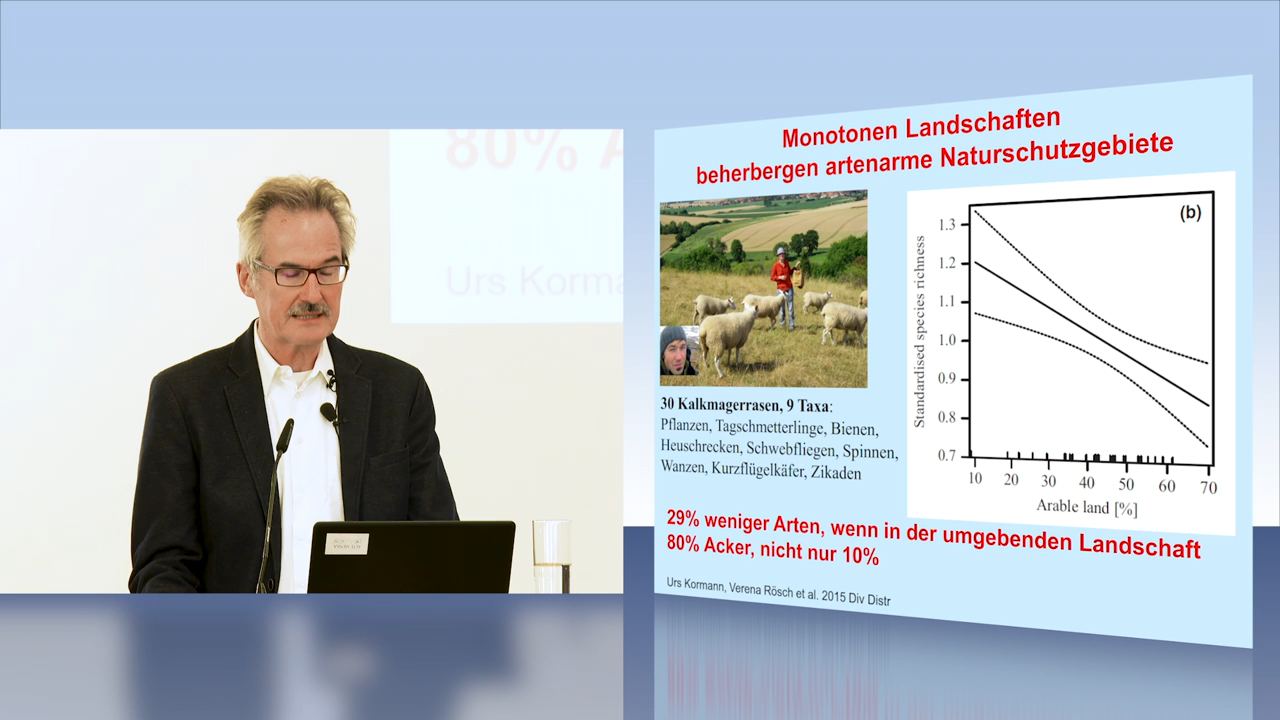 80%
Urs Korma
Monotonen Landschaften
beherbergen artenarme Naturschutzgebiete
(b)
Standardised species richness
1.3
1.2
1.1
1.0
0.9
0.8
0.7
10 20 30 40 50 60 70
Arable land [%]
30 Kalkmagerrasen, 9 Taxa:
Pflanzen, Tagschmetterlinge, Bienen,
Heuschrecken, Schwebfliegen, Spinnen,
Wanzen, Kurzflügelkäfer, Zikaden
29% weniger Arten, wenn in der umgebenden Landschaft
80% Acker, nicht nur 10%
Urs Kormann, Verena Rösch et al. 2015 Div Distr